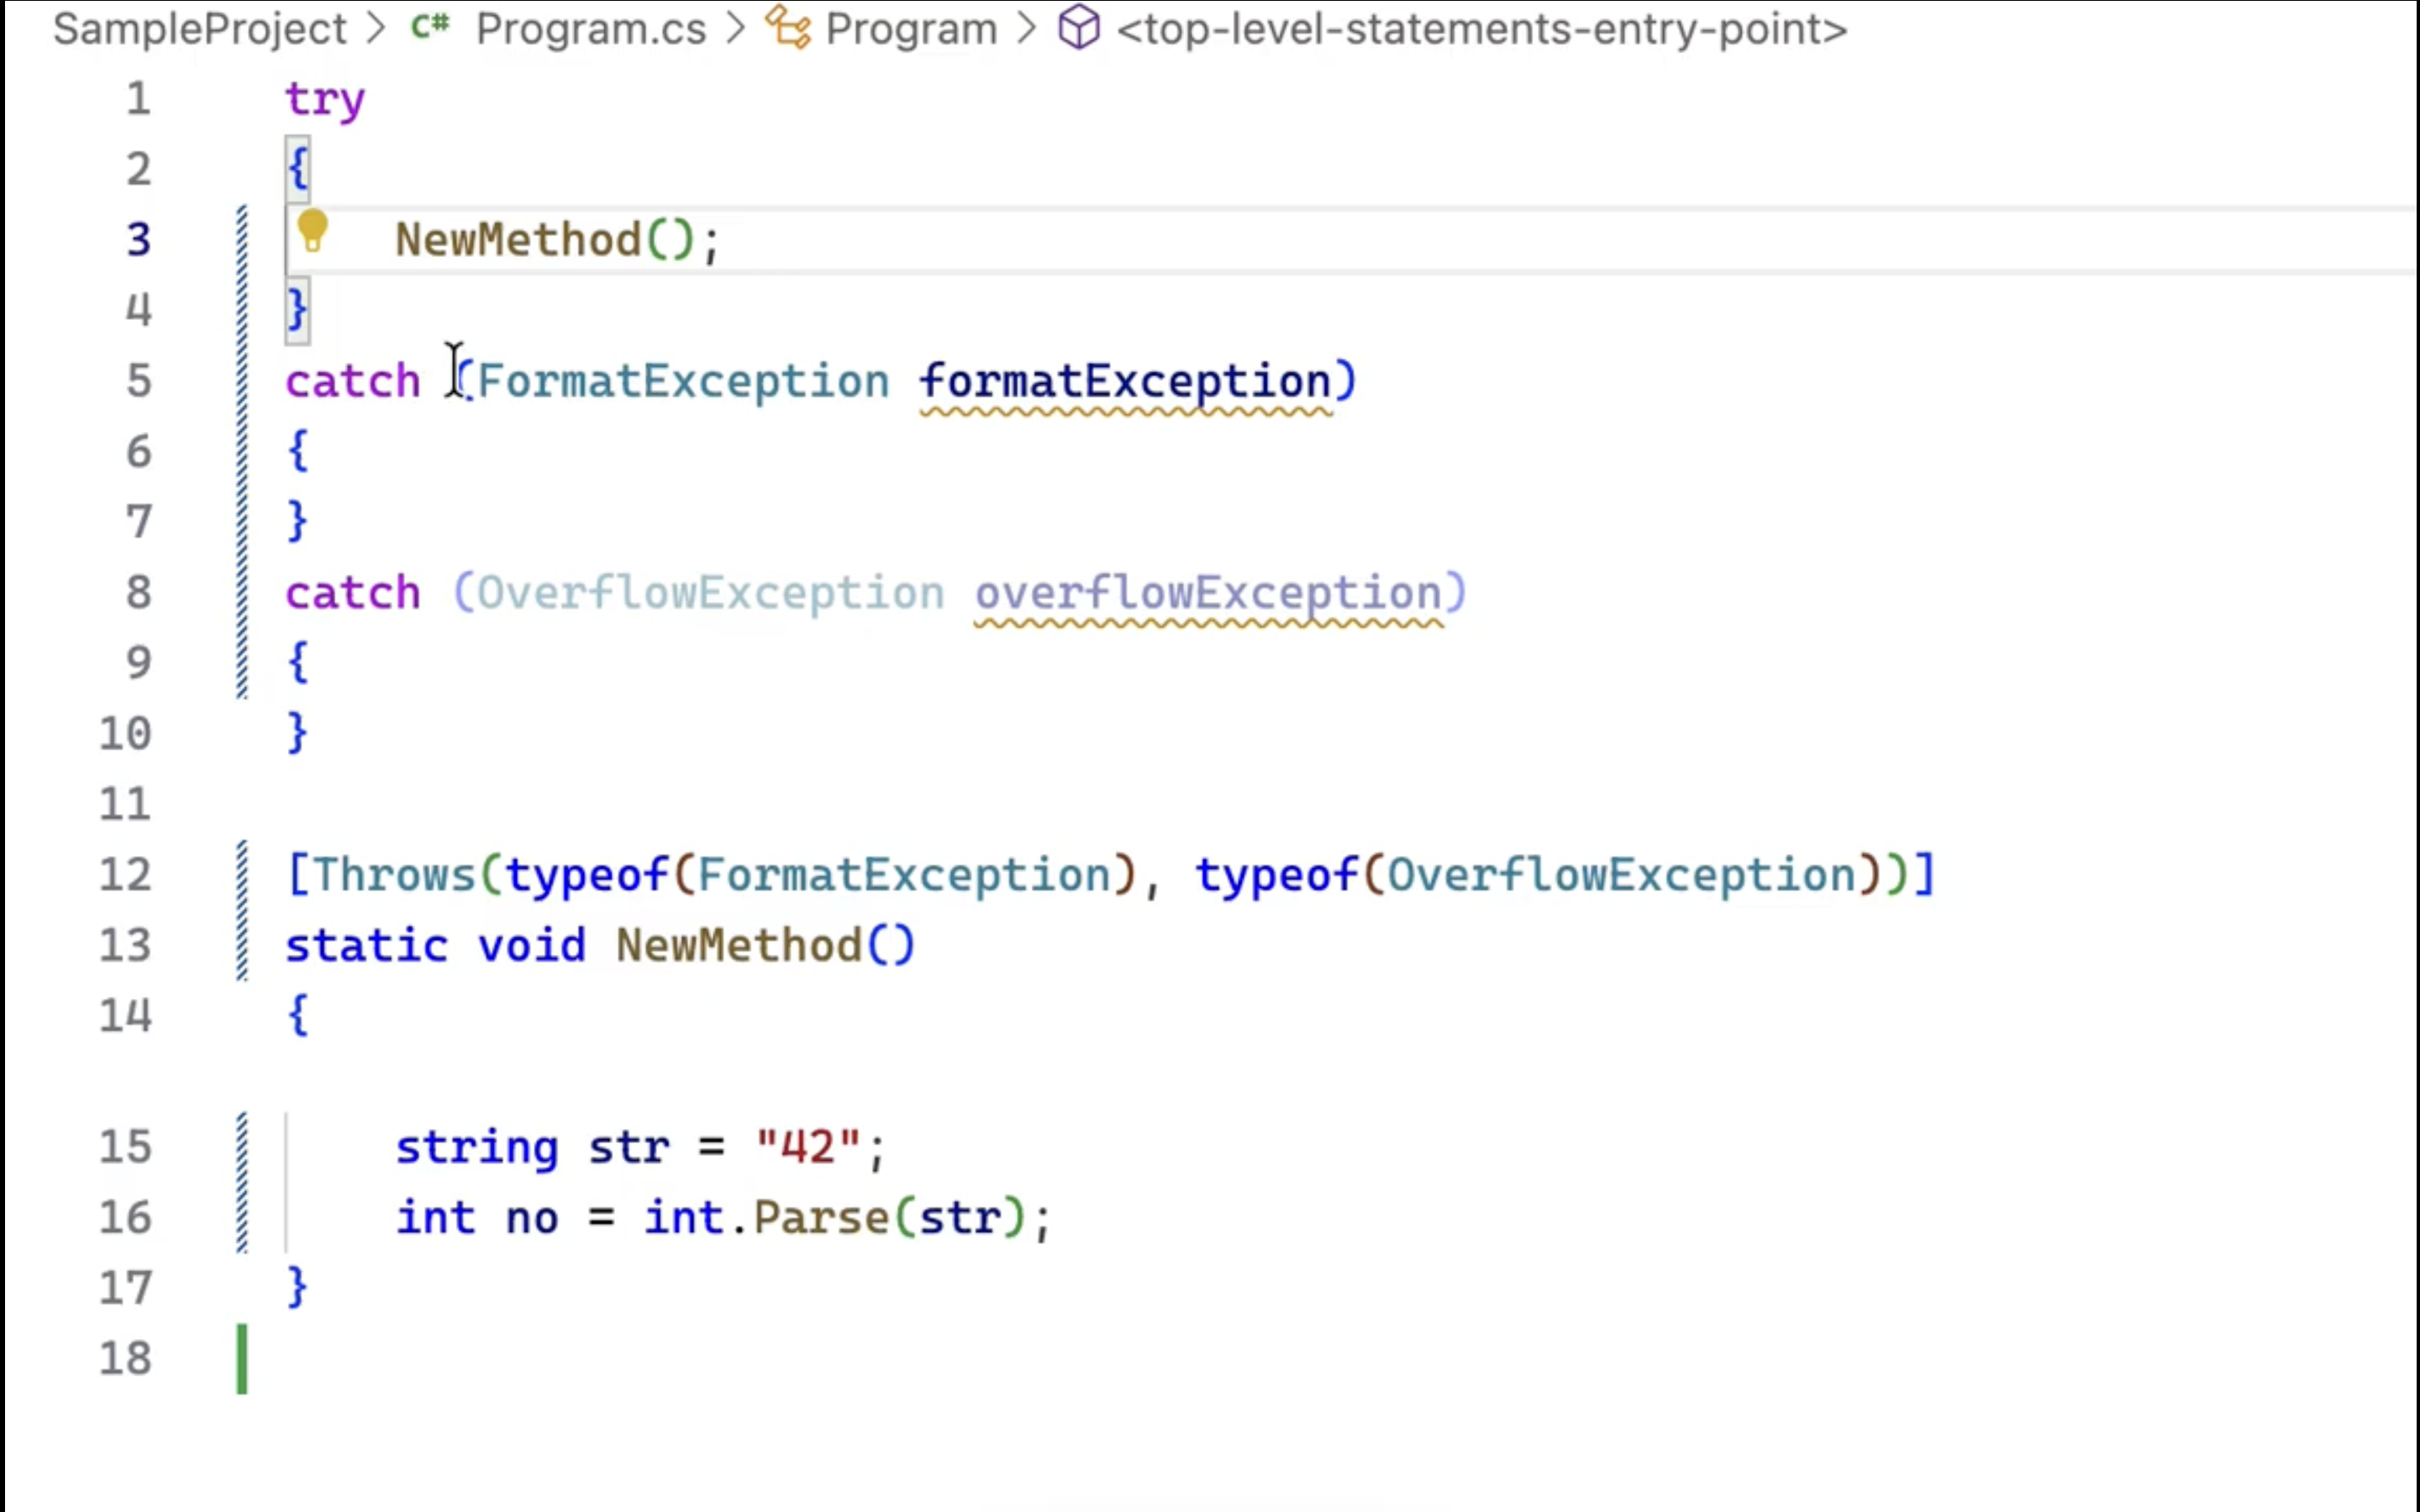 SampleProject > C# Program.cs > Program > <top-level-statements-entry-point>
1 try
2 {
3 NewMethod();
4 }
5 catch (FormatException formatException)
6 {
7 }
8 catch (OverflowException overflowException)
9 {
10 }
11
12 [Throws(typeof(FormatException), typeof(OverflowException))]
13 static void NewMethod()
14 {
15 string str = "42";
16 int no = int.Parse(str);
17 }
18